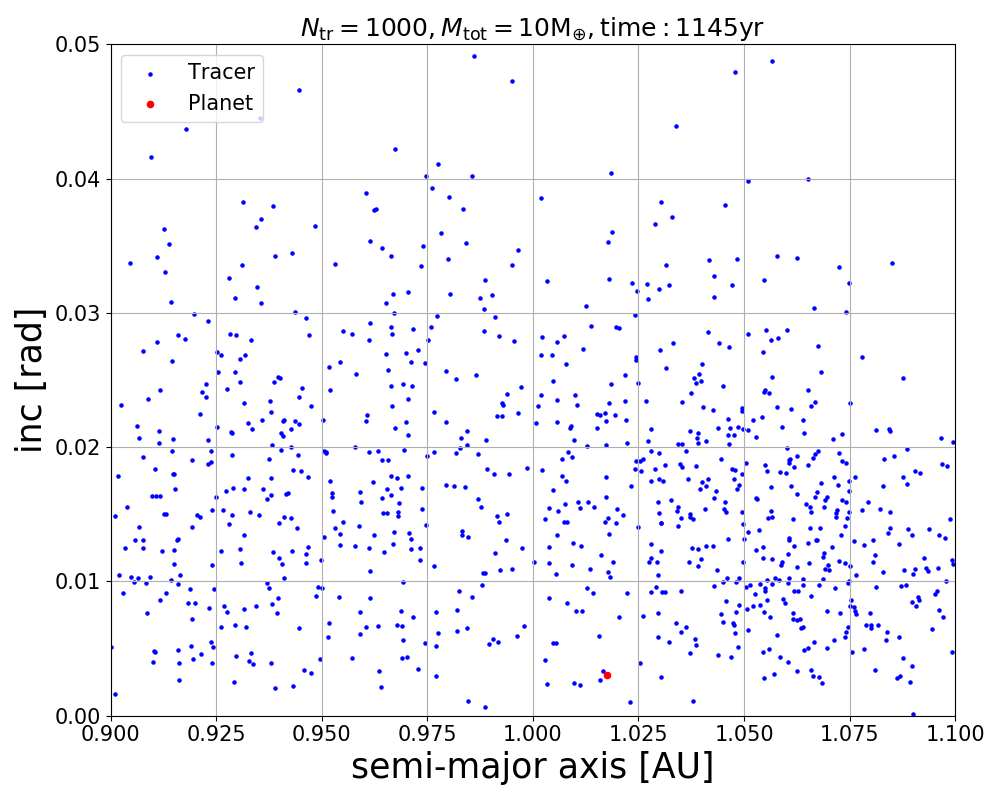 N_tr = 1000, M_tot = 10M_⊕, time : 1145yr
Tracer
Planet
inc [rad]
0.05
0.04
0.03
0.02
0.01
0.00
0.900 0.925 0.950 0.975 1.000 1.025 1.050 1.075 1.100
semi-major axis [AU]